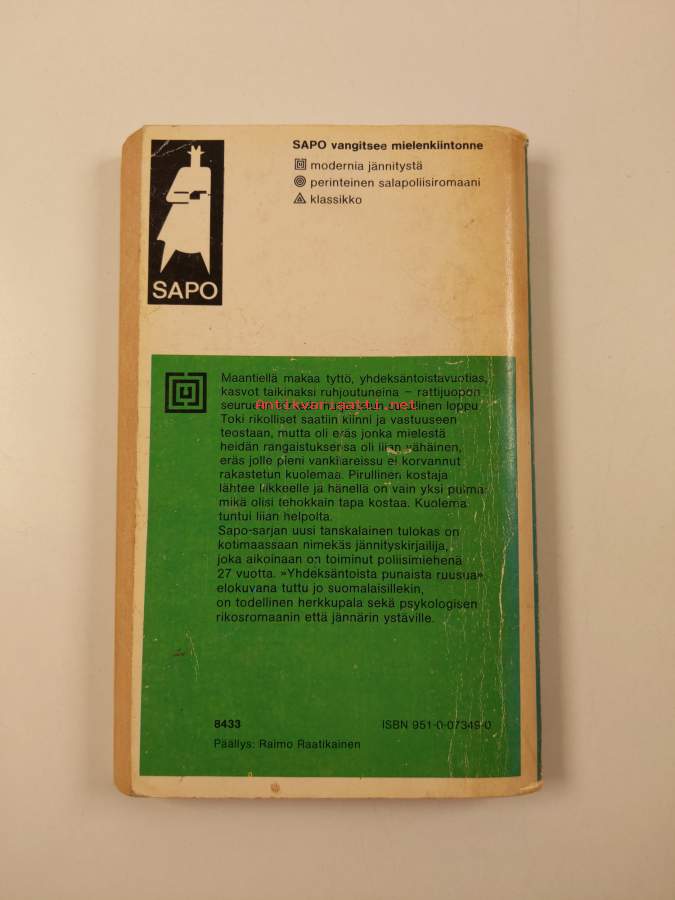 SAPO vangitsee mielenkiintonne
modernia jännitystä
perinteinen salapoliisiromaani
klassikko
SAPO
Maantiellä makaa tyttö, yhdeksäntoistavuotias,
kasvot taikinaksi ruhjoutuneina – rattijuopon
seurue loppu
Antikvariaatti.net
Toki rikolliset saatiin kiinni ja vastuuseen
teostaan, mutta oli eräs jonka mielestä
heidän rangaistuksensa oli liian vähäinen,
eräs jolle pieni vankilareissu ei korvannut
rakastetun kuolemaa. Pirullinen kostaja
lähtee liikkeelle ja hänellä on vain yksi pulma:
mikä olisi tehokkain tapa kostaa. Kuolema
tuntui liian helpolta.
Sapo-sarjan uusi tanskalainen tulokas on
kotimaassaan nimekäs jännityskirjailija,
joka aikoinaan on toiminut poliisimiehenä
27 vuotta. »Yhdeksäntoista punaista ruusua»,
elokuvana tuttu jo suomalaisillekin,
on todellinen herkkupala sekä psykologisen
rikosromaanin että jännärin ystäville.
8433
ISBN 951-0-07349-0
Päällys: Raimo Raatikainen